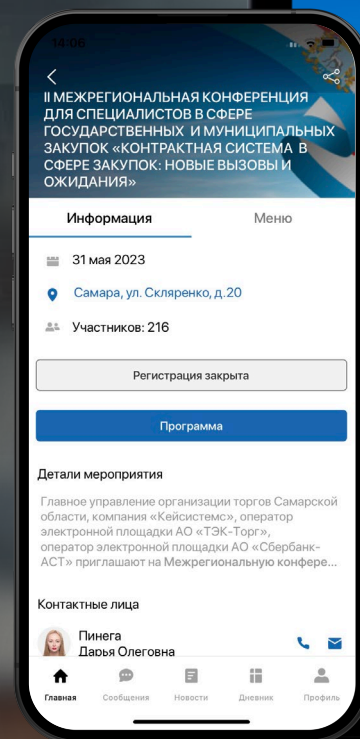 14:06
II МЕЖРЕГИОНАЛЬНАЯ КОНФЕРЕНЦИЯ
ДЛЯ СПЕЦИАЛИСТОВ В СФЕРЕ
ГОСУДАРСТВЕННЫХ И МУНИЦИПАЛЬНЫХ
ЗАКУПОК «КОНТРАКТНАЯ СИСТЕМА В
СФЕРЕ ЗАКУПОК: НОВЫЕ ВЫЗОВЫ И
ОЖИДАНИЯ»
Информация Меню
31 мая 2023
Самара, ул. Скляренко, д.20
Участников: 216
Регистрация закрыта
Программа
Детали мероприятия
Главное управление организации торгов Самарской
области, компания «Кейсистемс», оператор
электронной площадки АО «ТЭК-Торг»,
оператор электронной площадки АО «Сбербанк-
АСТ» приглашают на Межрегиональную конфере...
Контактные лица
Пинега
Дарья Олеговна
Главная Сообщения Новости Дневник Профиль